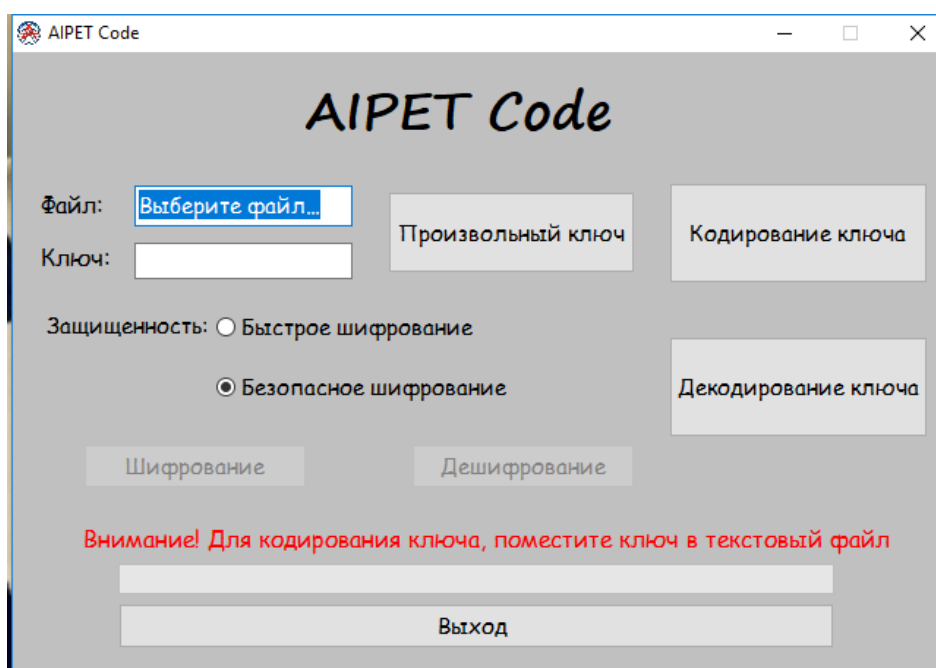 AIPET Code
AIPET Code
Файл:
Выберите файл...
Ключ:
Произвольный ключ
Кодирование ключа
Защищенность:
Быстрое шифрование
Безопасное шифрование
Декодирование ключа
Шифрование
Дешифрование
Внимание! Для кодирования ключа, поместите ключ в текстовый файл
Выход